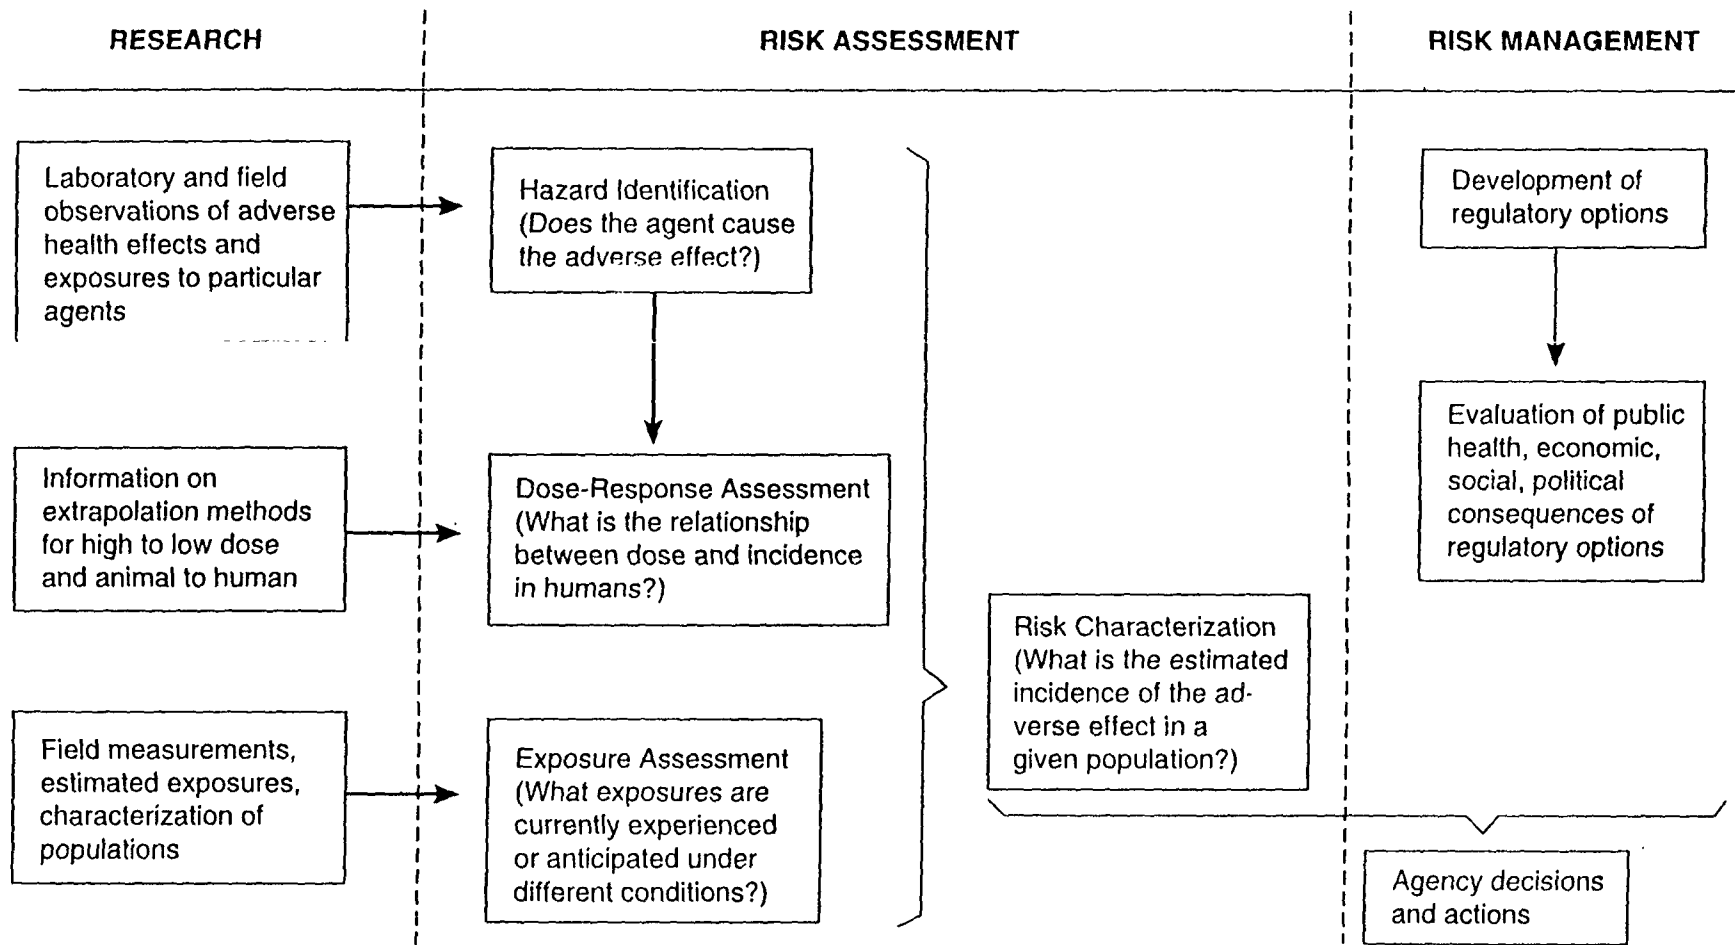 RESEARCH
RISK ASSESSMENT
RISK MANAGEMENT
Laboratory and field
observations of adverse
health effects and
exposures to particular
agents
Hazard Identification
(Does the agent cause
the adverse effect?)
Development of
regulatory options
Information on
extrapolation methods
for high to low dose
and animal to human
Dose-Response Assessment
(What is the relationship
between dose and incidence
in humans?)
Evaluation of public
health, economic,
social, political
consequences of
regulatory options
Field measurements,
estimated exposures,
characterization of
populations
Exposure Assessment
(What exposures are
currently experienced
or anticipated under
different conditions?)
Risk Characterization
(What is the estimated
incidence of the ad-
verse effect in a
given population?)
Agency decisions
and actions